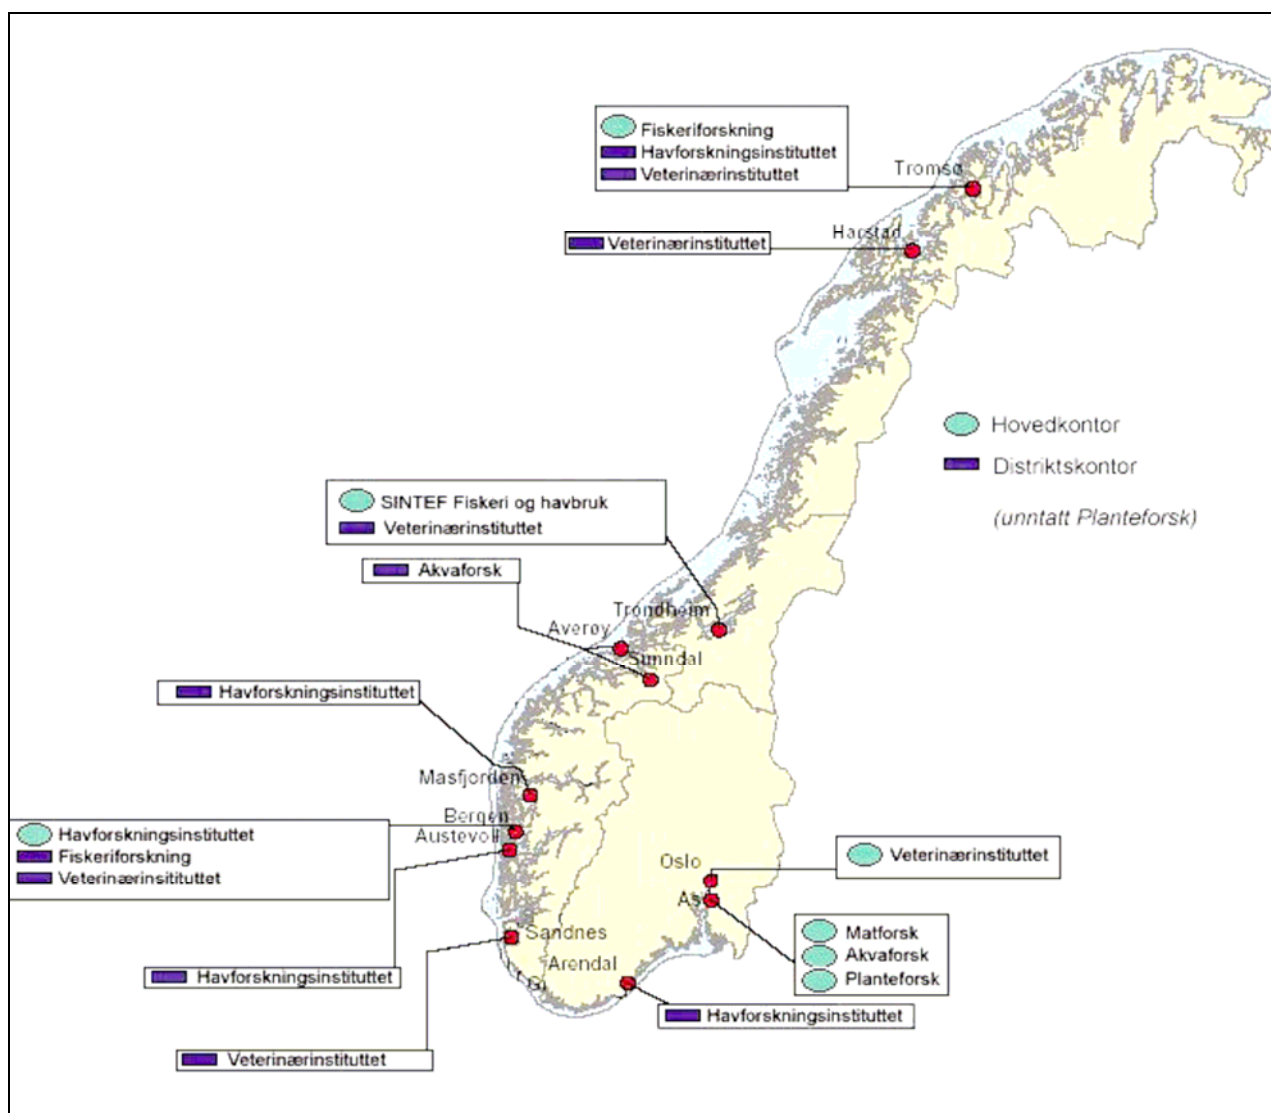 Fiskeriforskning
Havforskningsinstituttet
Veterinærinstituttet
Tromsø
Harstad
Veterinærinstituttet
Hovedkontor
Distriktskontor
(unntatt Planteforsk)
SINTEF Fiskeri og havbruk
Veterinærinstituttet
Akvaforsk
Trondheim
Averøy
Sunndal
Havforskningsinstituttet
Masfjorden
Bergen
Austevoll
Havforskningsinstituttet
Fiskeriforskning
Veterinærinsitituttet
Oslo
Veterinærinstituttet
Ås
Matforsk
Akvaforsk
Planteforsk
Sandnes
Arendal
Havforskningsinstituttet
Havforskningsinstituttet
Veterinærinstituttet